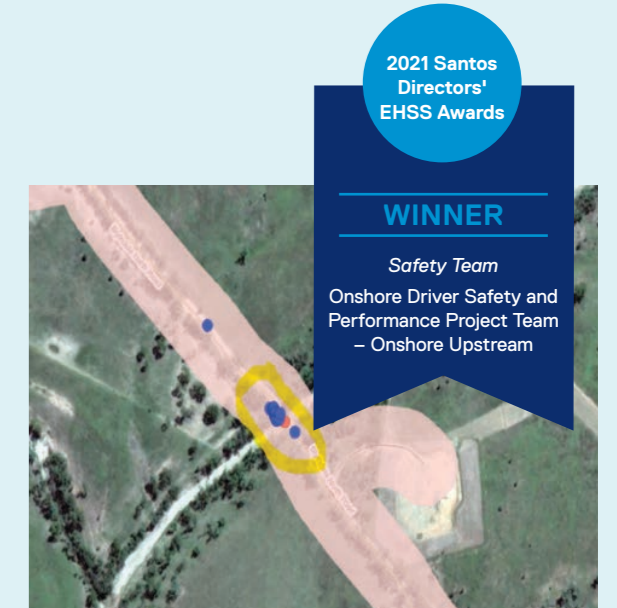 2021 Santos
Directors'
EHSS Awards
WINNER
Safety Team
Onshore Driver Safety and
Performance Project Team
– Onshore Upstream